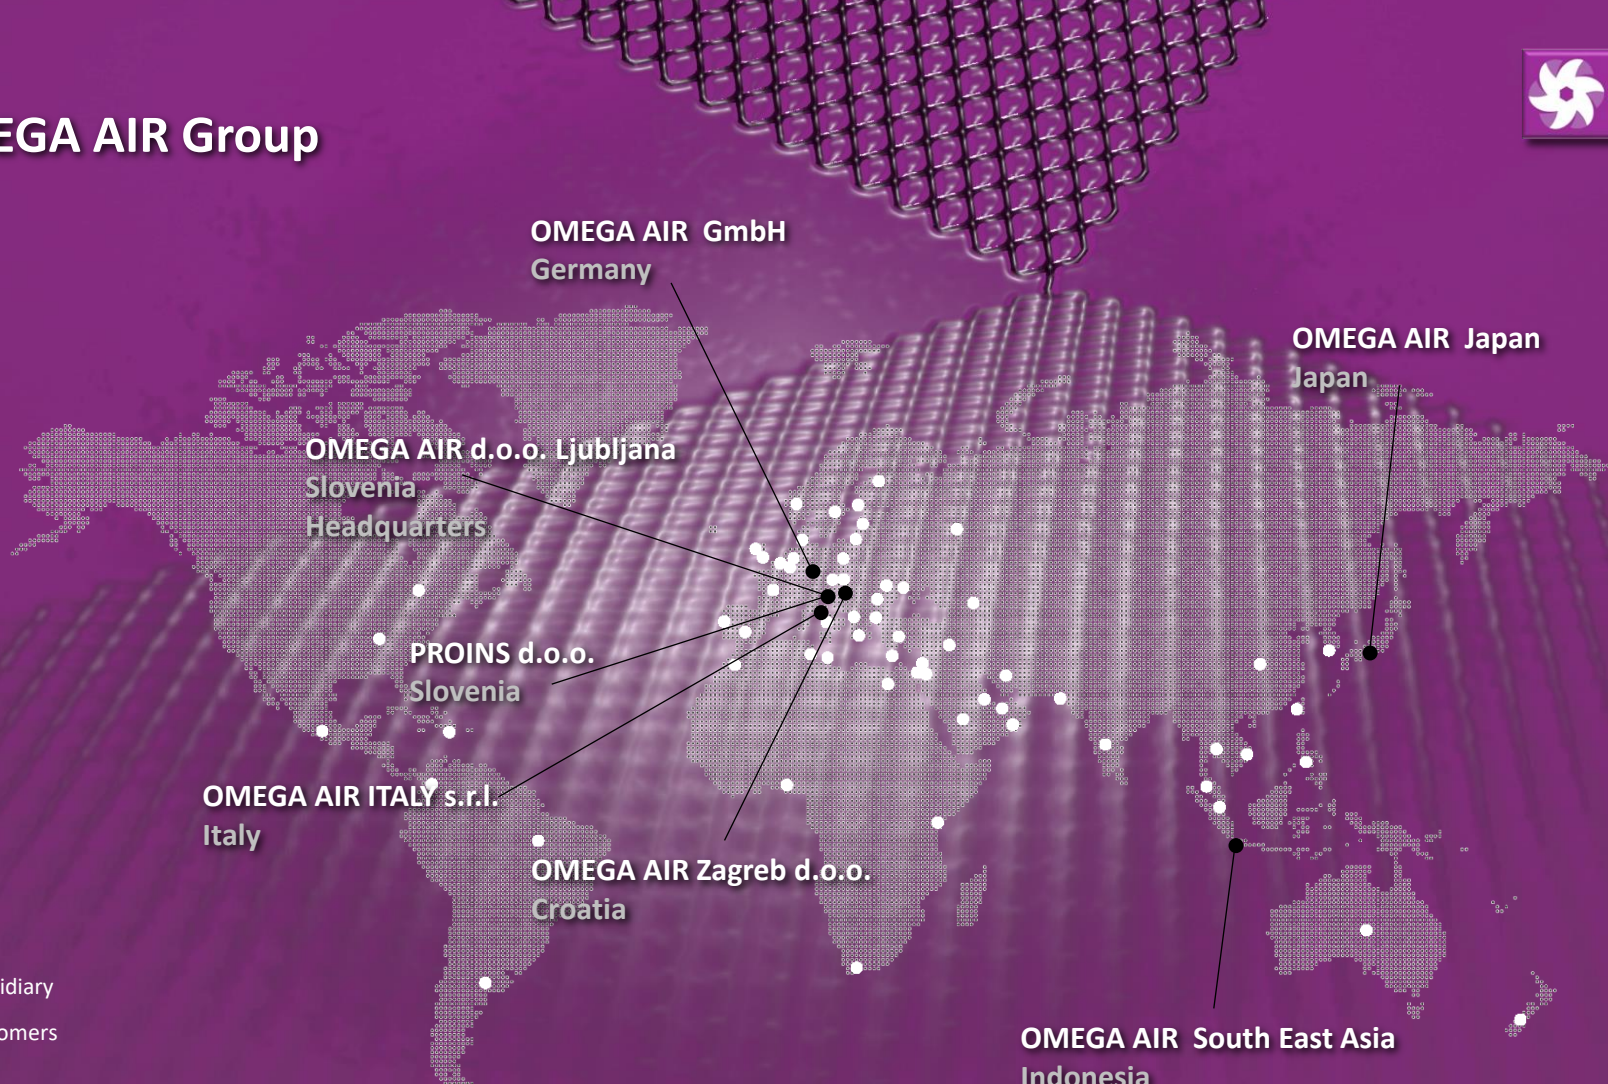 EGA AIR Group
OMEGA AIR GmbH
Germany
OMEGA AIR Japan
Japan
OMEGA AIR d.o.o. Ljubljana
Slovenia
Headquarters
PROINS d.o.o.
Slovenia
OMEGA AIR ITALY s.r.l.
Italy
OMEGA AIR Zagreb d.o.o.
Croatia
idiary
omers
OMEGA AIR South East Asia
Indonesia